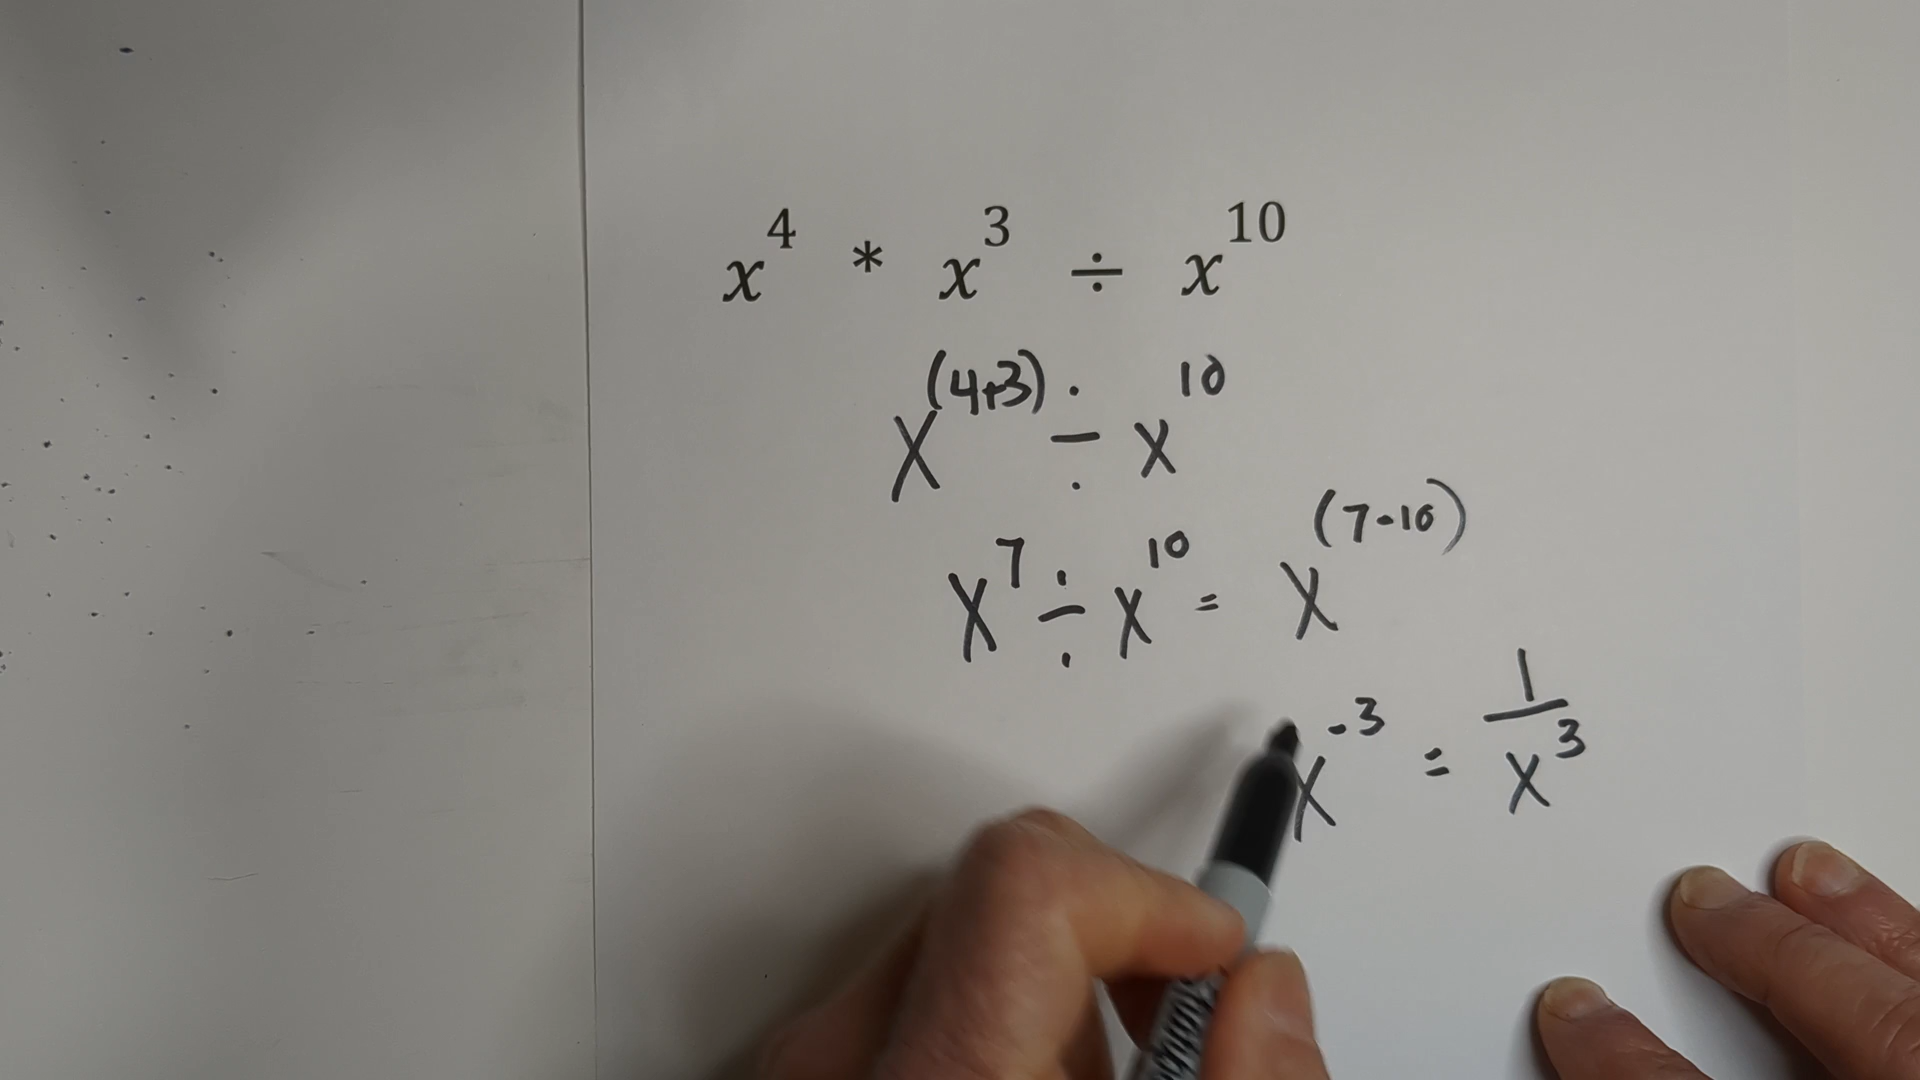 x⁴ * x³ ÷ x¹⁰
X⁽⁴⁺³⁾ ÷ X¹⁰
X⁷ ÷ X¹⁰ = X⁽⁷⁻¹⁰⁾
X⁻³ = 1/X³